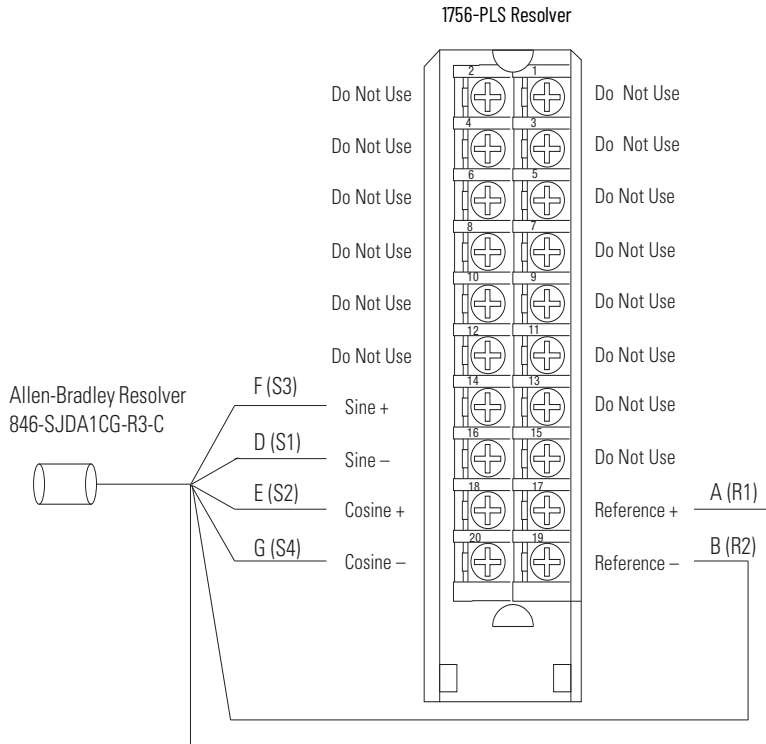 1756-PLS Resolver
2 1
Do Not Use Do Not Use
4 3
Do Not Use Do Not Use
6 5
Do Not Use Do Not Use
8 7
Do Not Use Do Not Use
10 9
Do Not Use Do Not Use
12 11
Do Not Use Do Not Use
Allen-Bradley Resolver
846-SJDA1CG-R3-C
14 13
F (S3) Sine + Do Not Use
16 15
D (S1) Sine – Do Not Use
18 17
E (S2) Cosine + Reference + A (R1)
20 19
G (S4) Cosine – Reference – B (R2)